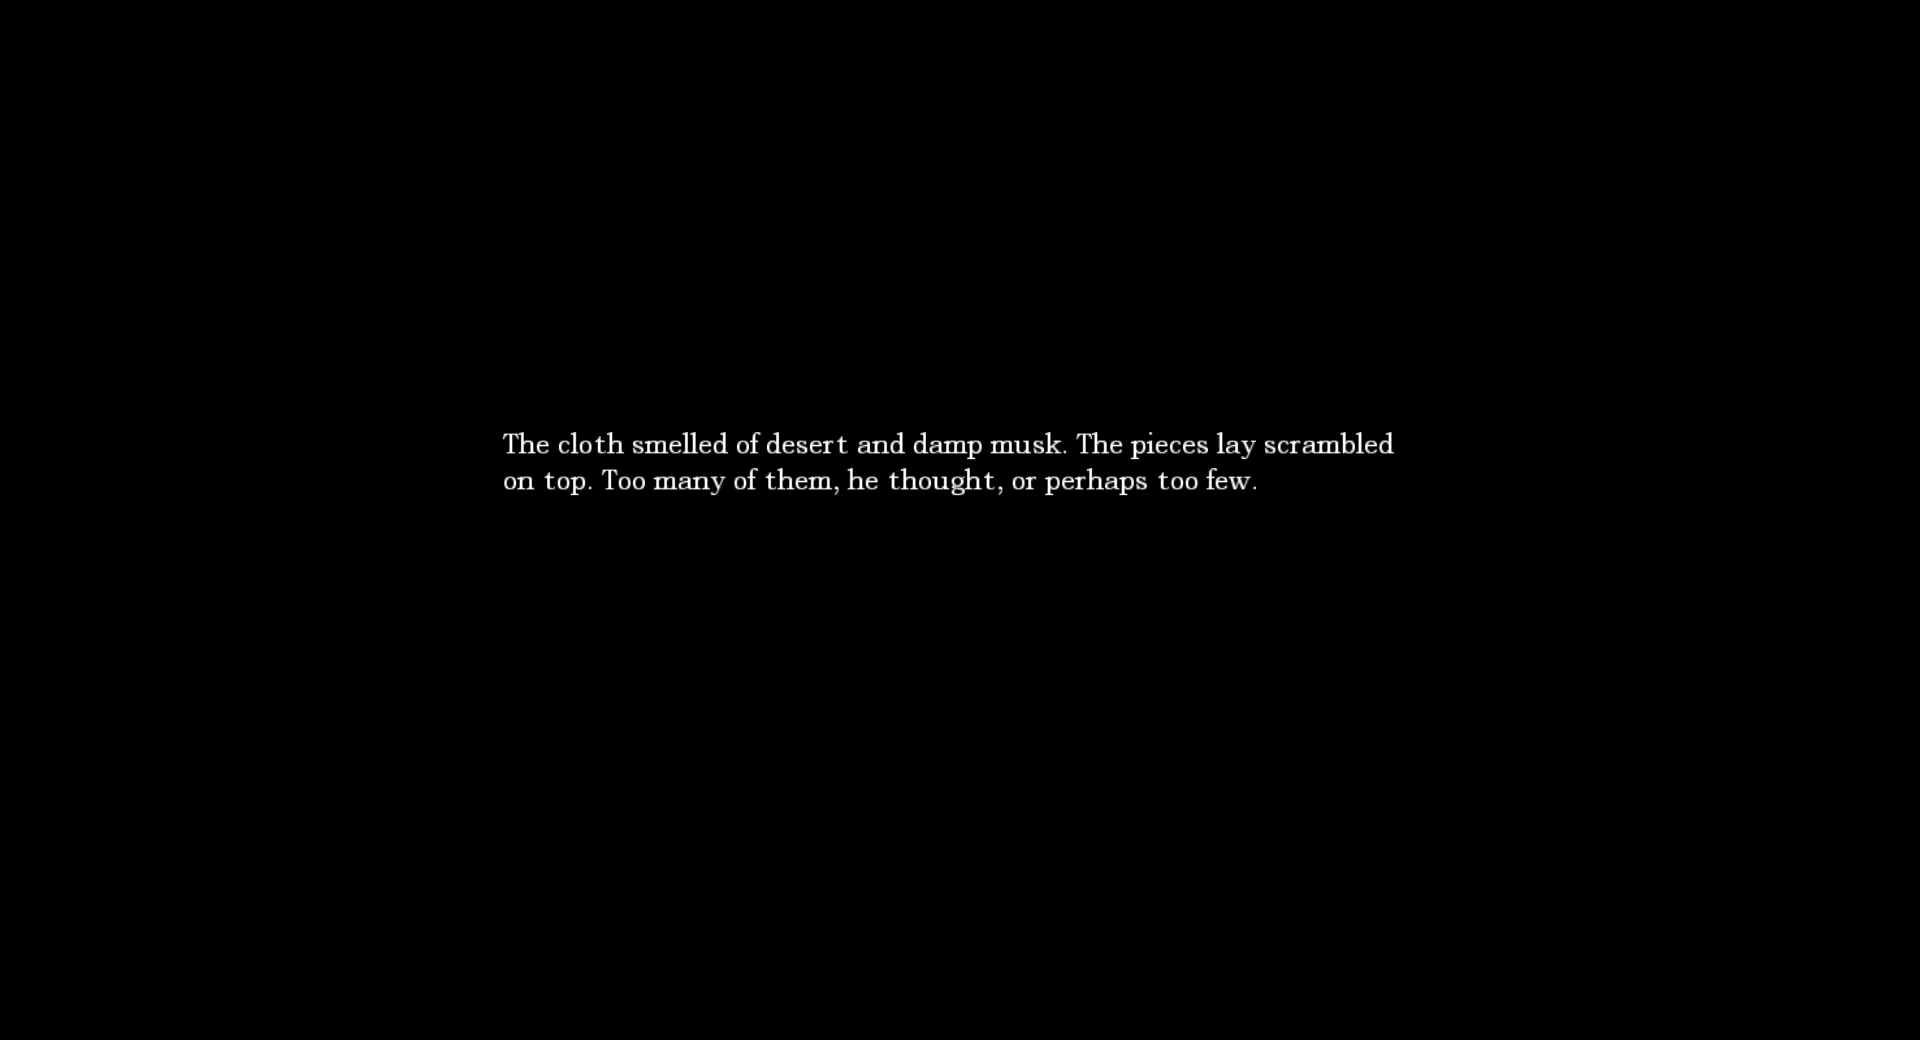 The cloth smelled of desert and damp musk. The pieces lay scrambled
on top. Too many of them, he thought, or perhaps too few.